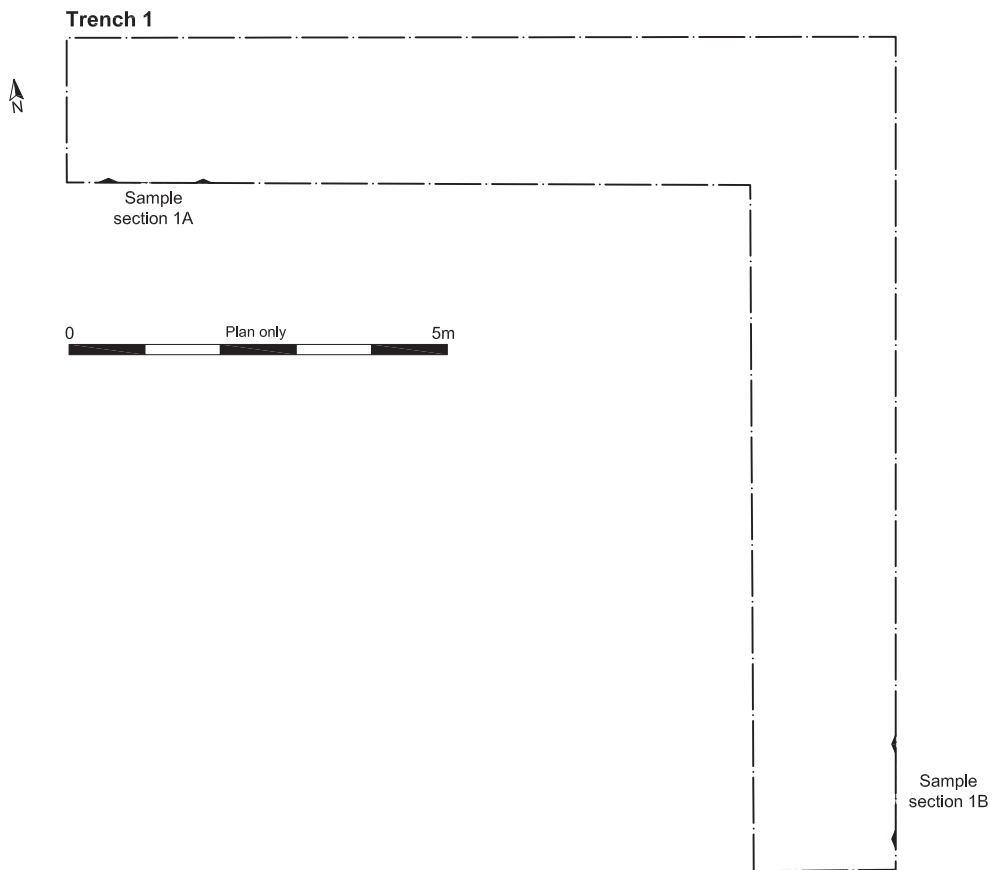 Trench 1
N
Sample
section 1A
0 Plan only 5m
Sample
section 1B